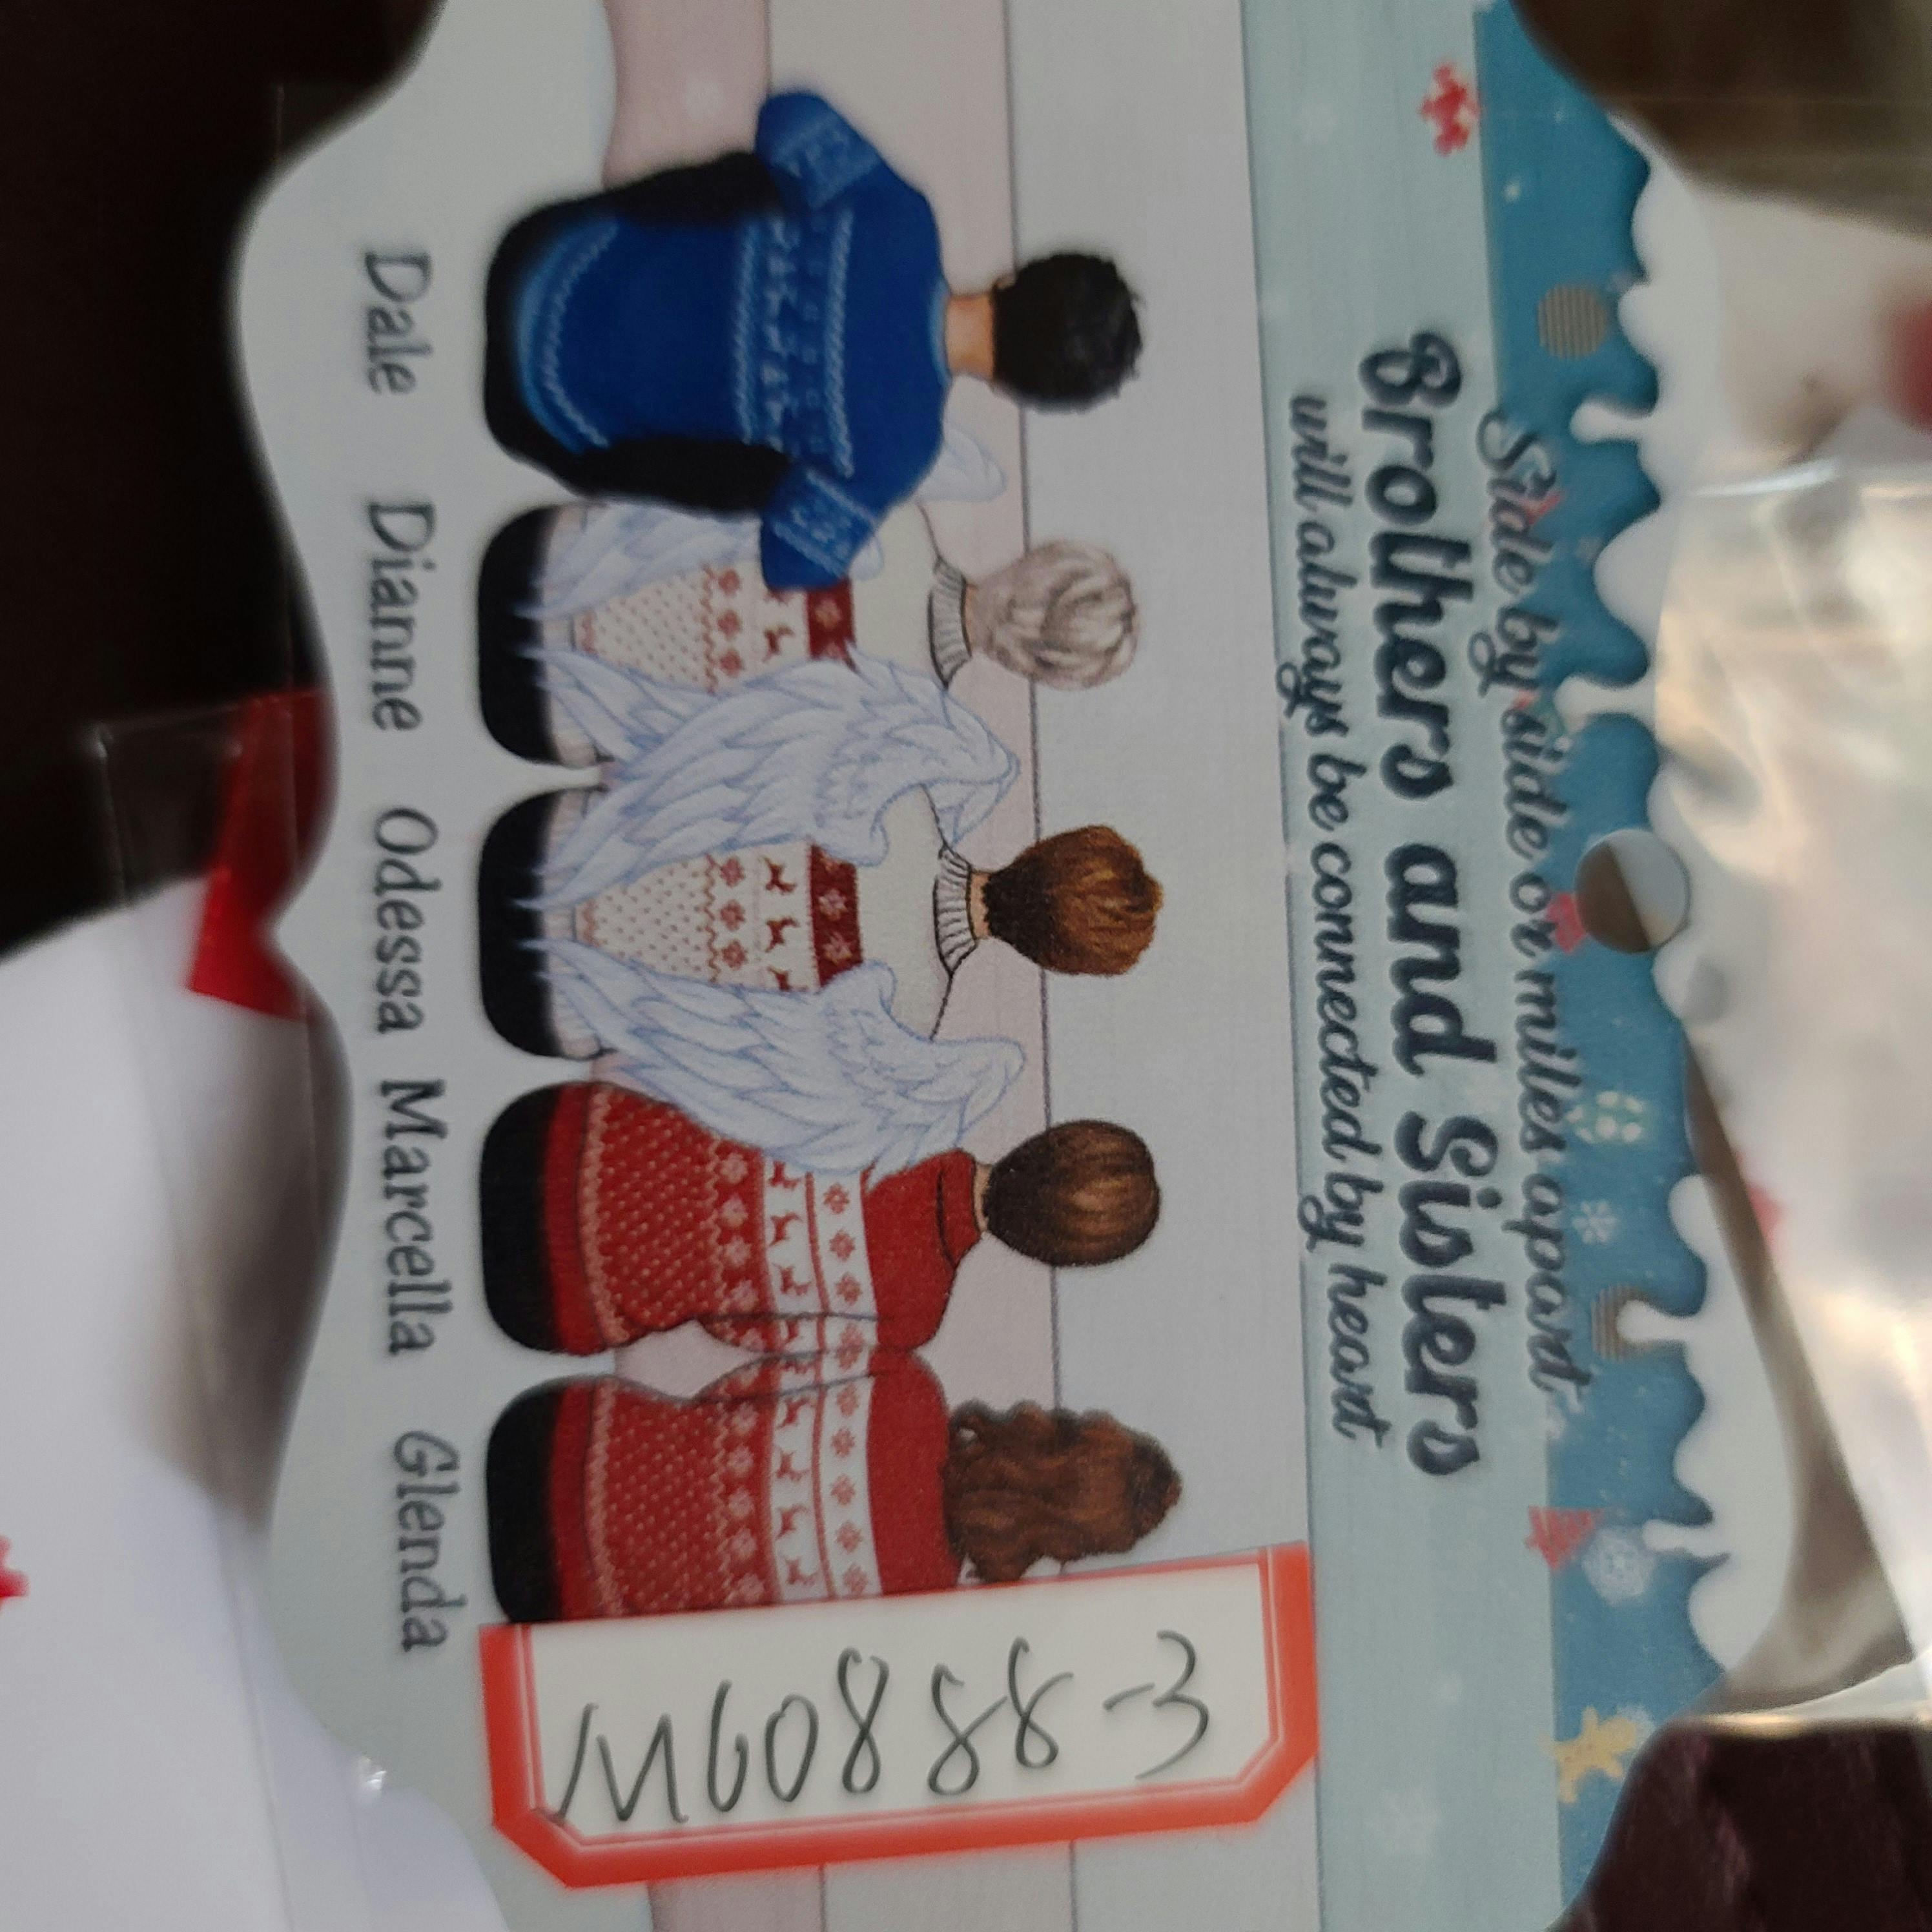 Side by side or miles apart
Brothers and Sisters
will always be connected by heart
Dale Dianne Odessa Marcella Glenda
M60888-3